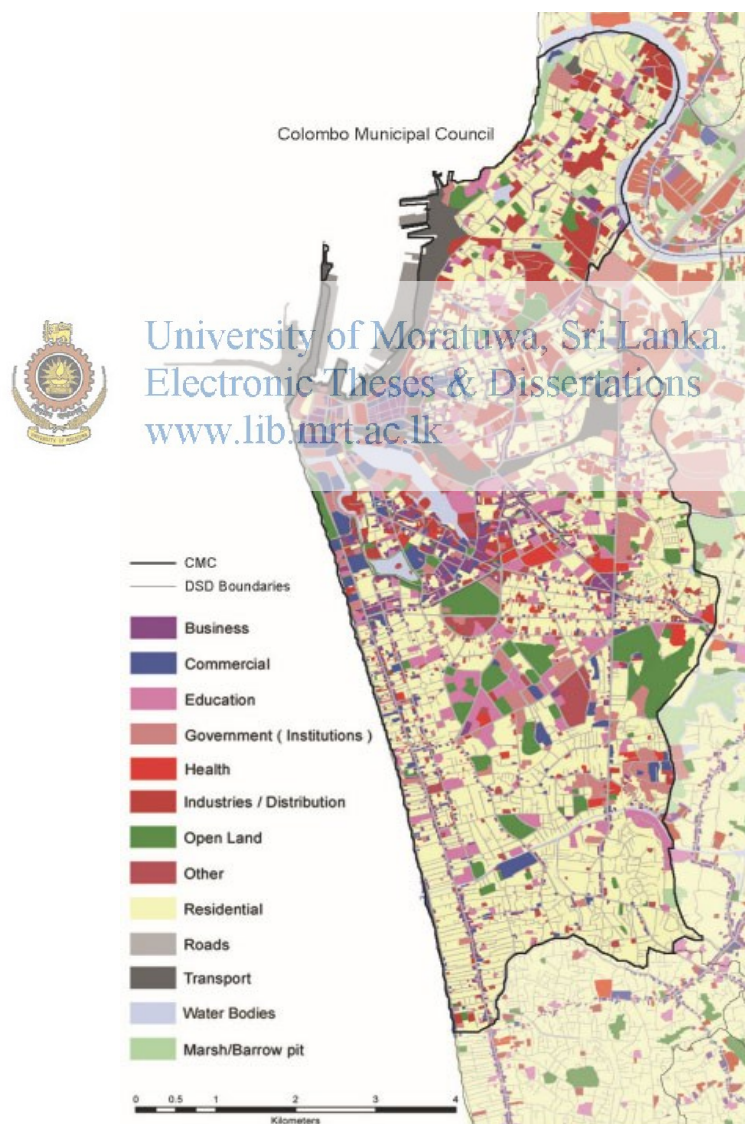 Colombo Municipal Council
University of Moratuwa, Sri Lanka.
Electronic Theses & Dissertations
www.lib.mrt.ac.lk
CMC
DSD Boundaries
Business
Commercial
Education
Government ( Institutions )
Health
Industries / Distribution
Open Land
Other
Residential
Roads
Transport
Water Bodies
Marsh/Barrow pit
0 0.5 1 2 3 4
Kilometers